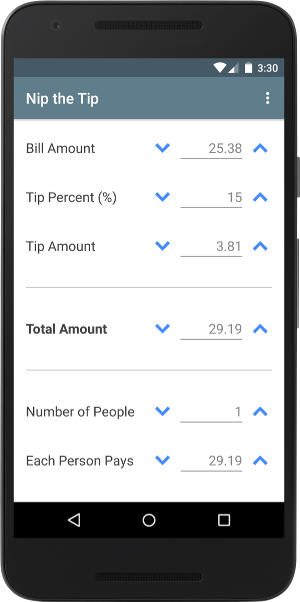 3:30
Nip the Tip
Bill Amount 25.38
Tip Percent (%) 15
Tip Amount 3.81
Total Amount 29.19
Number of People 1
Each Person Pays 29.19